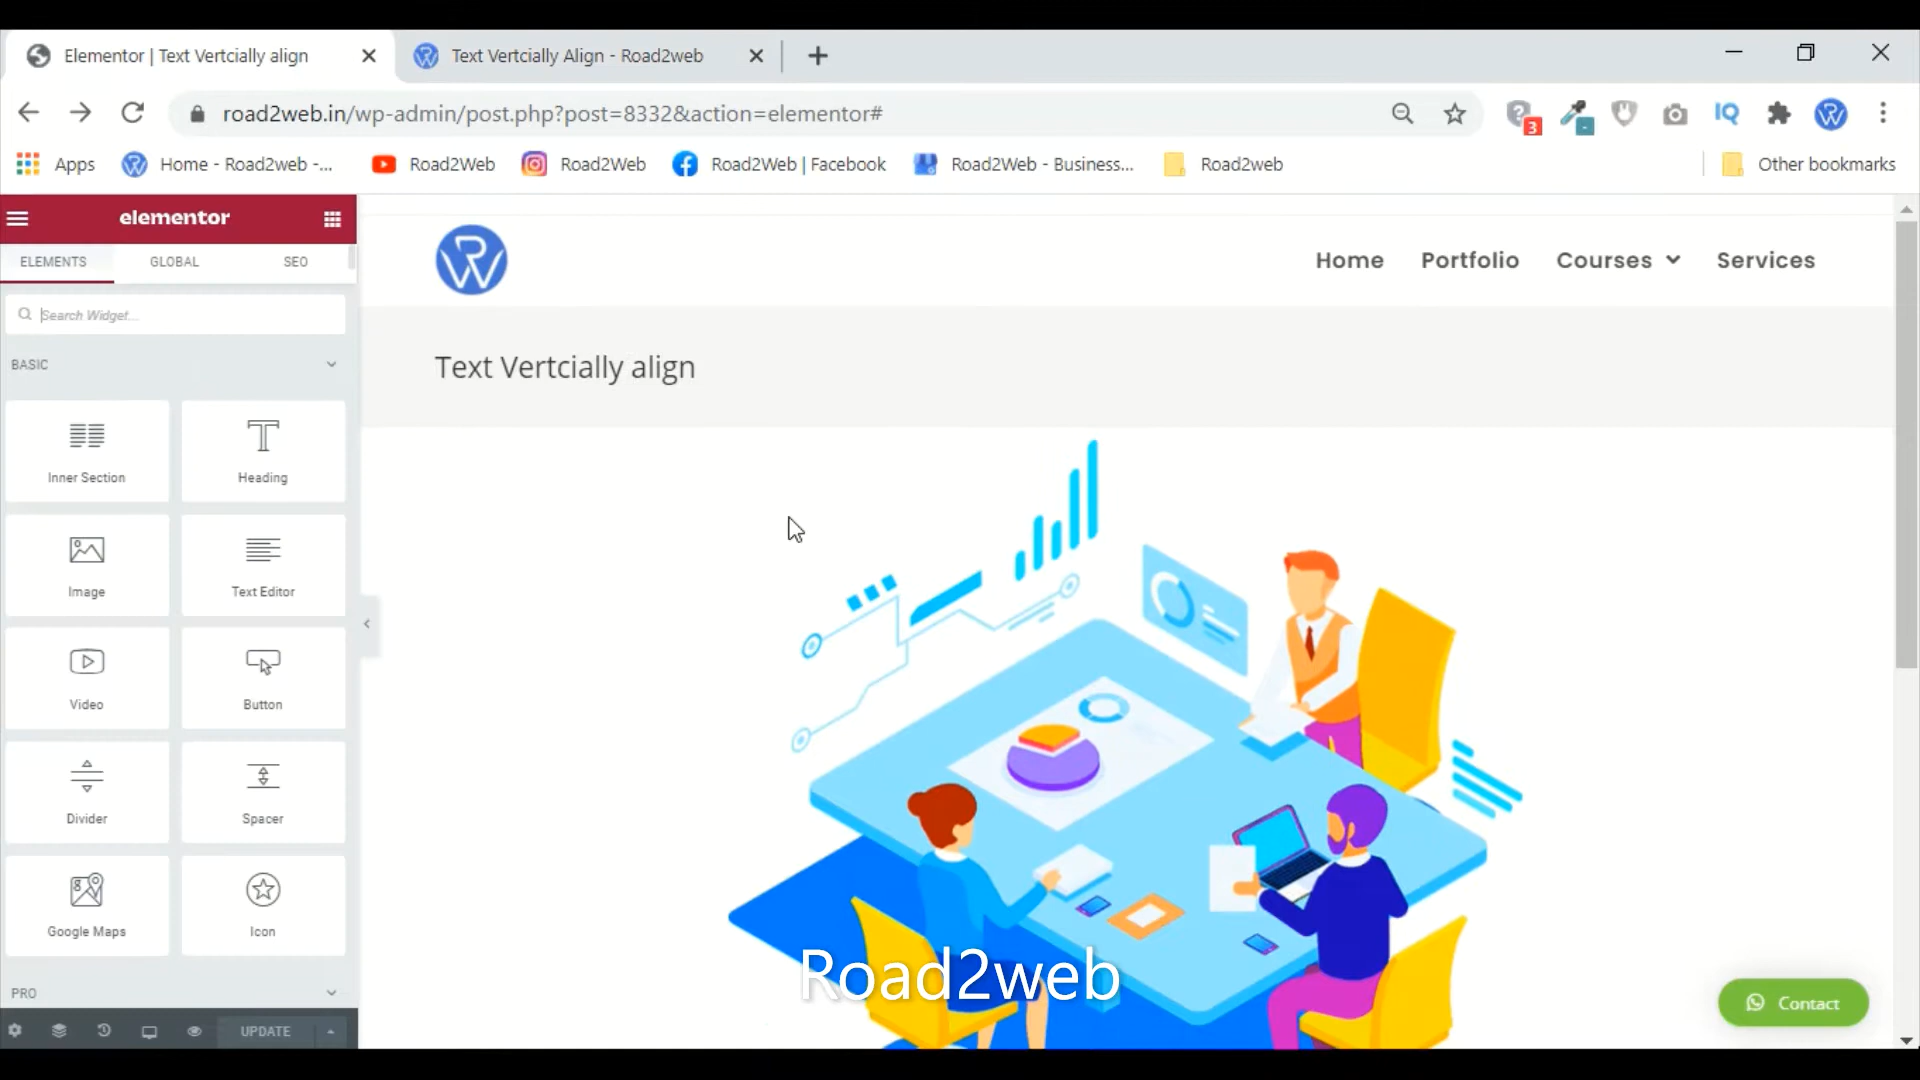 Elementor | Text Vertcially align
Text Vertcially Align - Road2web
road2web.in/wp-admin/post.php?post=8332&action=elementor#
3
IQ
Apps
Home - Road2web -...
Road2Web
Road2Web
Road2Web | Facebook
Road2Web - Business...
Road2web
Other bookmarks
elementor
ELEMENTS
GLOBAL
SEO
Search Widget...
BASIC
Inner Section
Heading
Image
Text Editor
Video
Button
Divider
Spacer
Google Maps
Icon
PRO
UPDATE
Home
Portfolio
Courses
Services
Text Vertcially align
Road2web
Contact